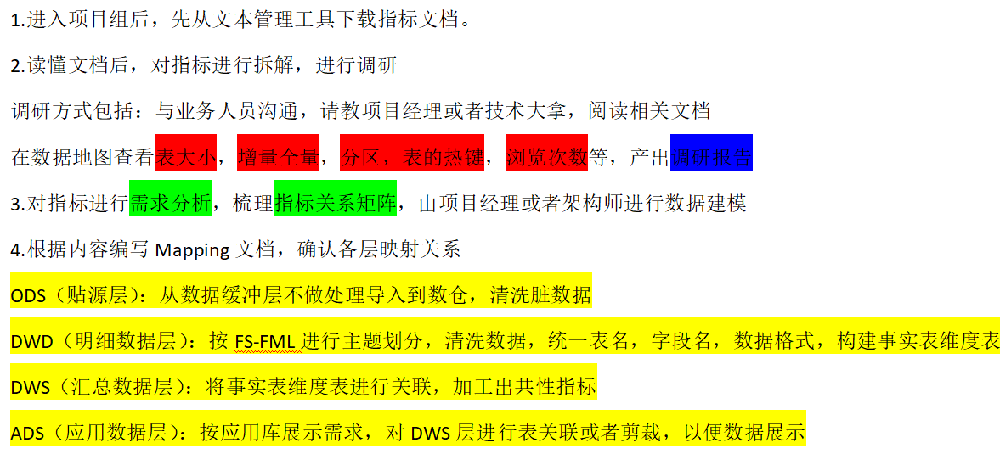 1.进入项目组后，先从文本管理工具下载指标文档。
2.读懂文档后，对指标进行拆解，进行调研
调研方式包括：与业务人员沟通，请教项目经理或者技术大拿，阅读相关文档
在数据地图查看表大小，增量全量，分区，表的热键，浏览次数等，产出调研报告
3.对指标进行需求分析，梳理指标关系矩阵，由项目经理或者架构师进行数据建模
4.根据内容编写 Mapping 文档，确认各层映射关系
ODS（贴源层）：从数据缓冲层不做处理导入到数仓，清洗脏数据
DWD（明细数据层）：按 FS-FML 进行主题划分，清洗数据，统一表名，字段名，数据格式，构建事实表维度表
DWS（汇总数据层）：将事实表维度表进行关联，加工出共性指标
ADS（应用数据层）：按应用库展示需求，对 DWS 层进行表关联或者剪裁，以便数据展示